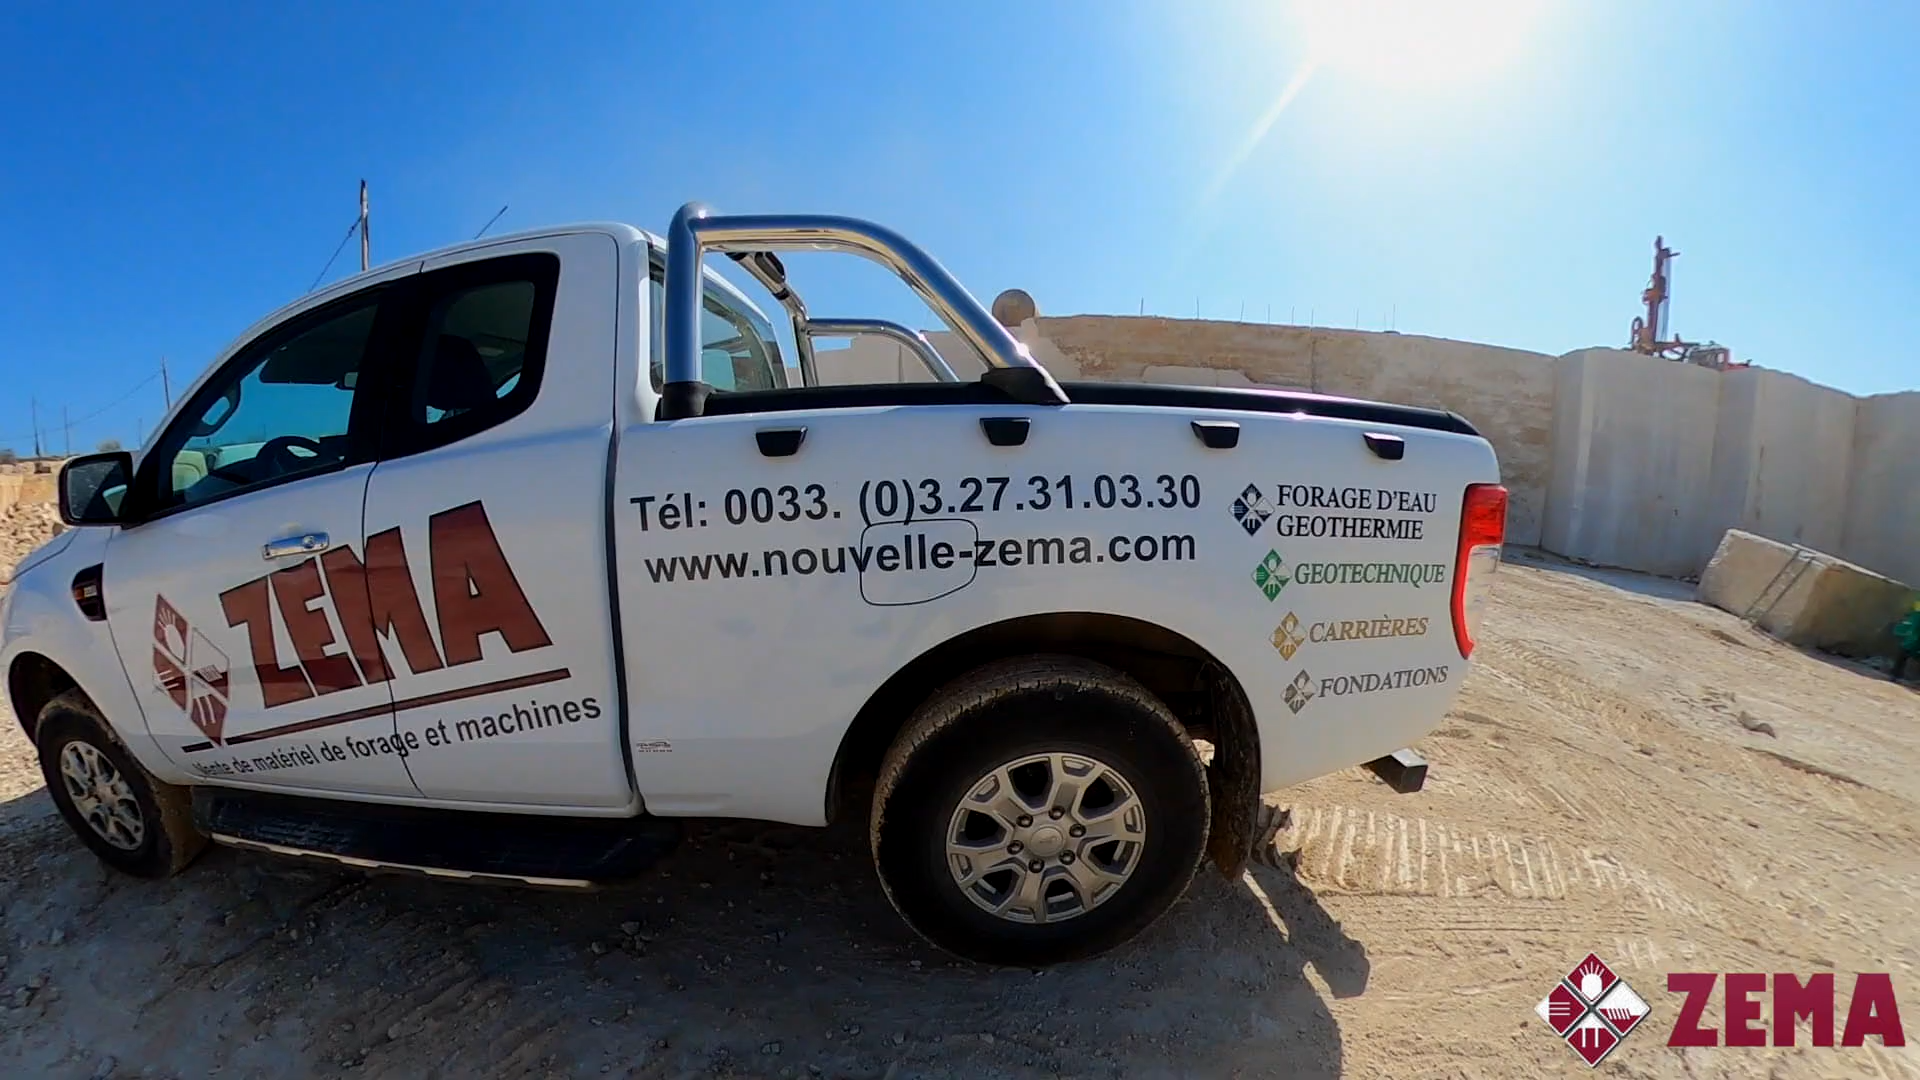 ZEMA
Vente de matériel de forage et machines
Tél: 0033. (0)3.27.31.03.30
www.nouvelle-zema.com
FORAGE D'EAU
GEOTHERMIE
GEOTECHNIQUE
CARRIÈRES
FONDATIONS
ZEMA